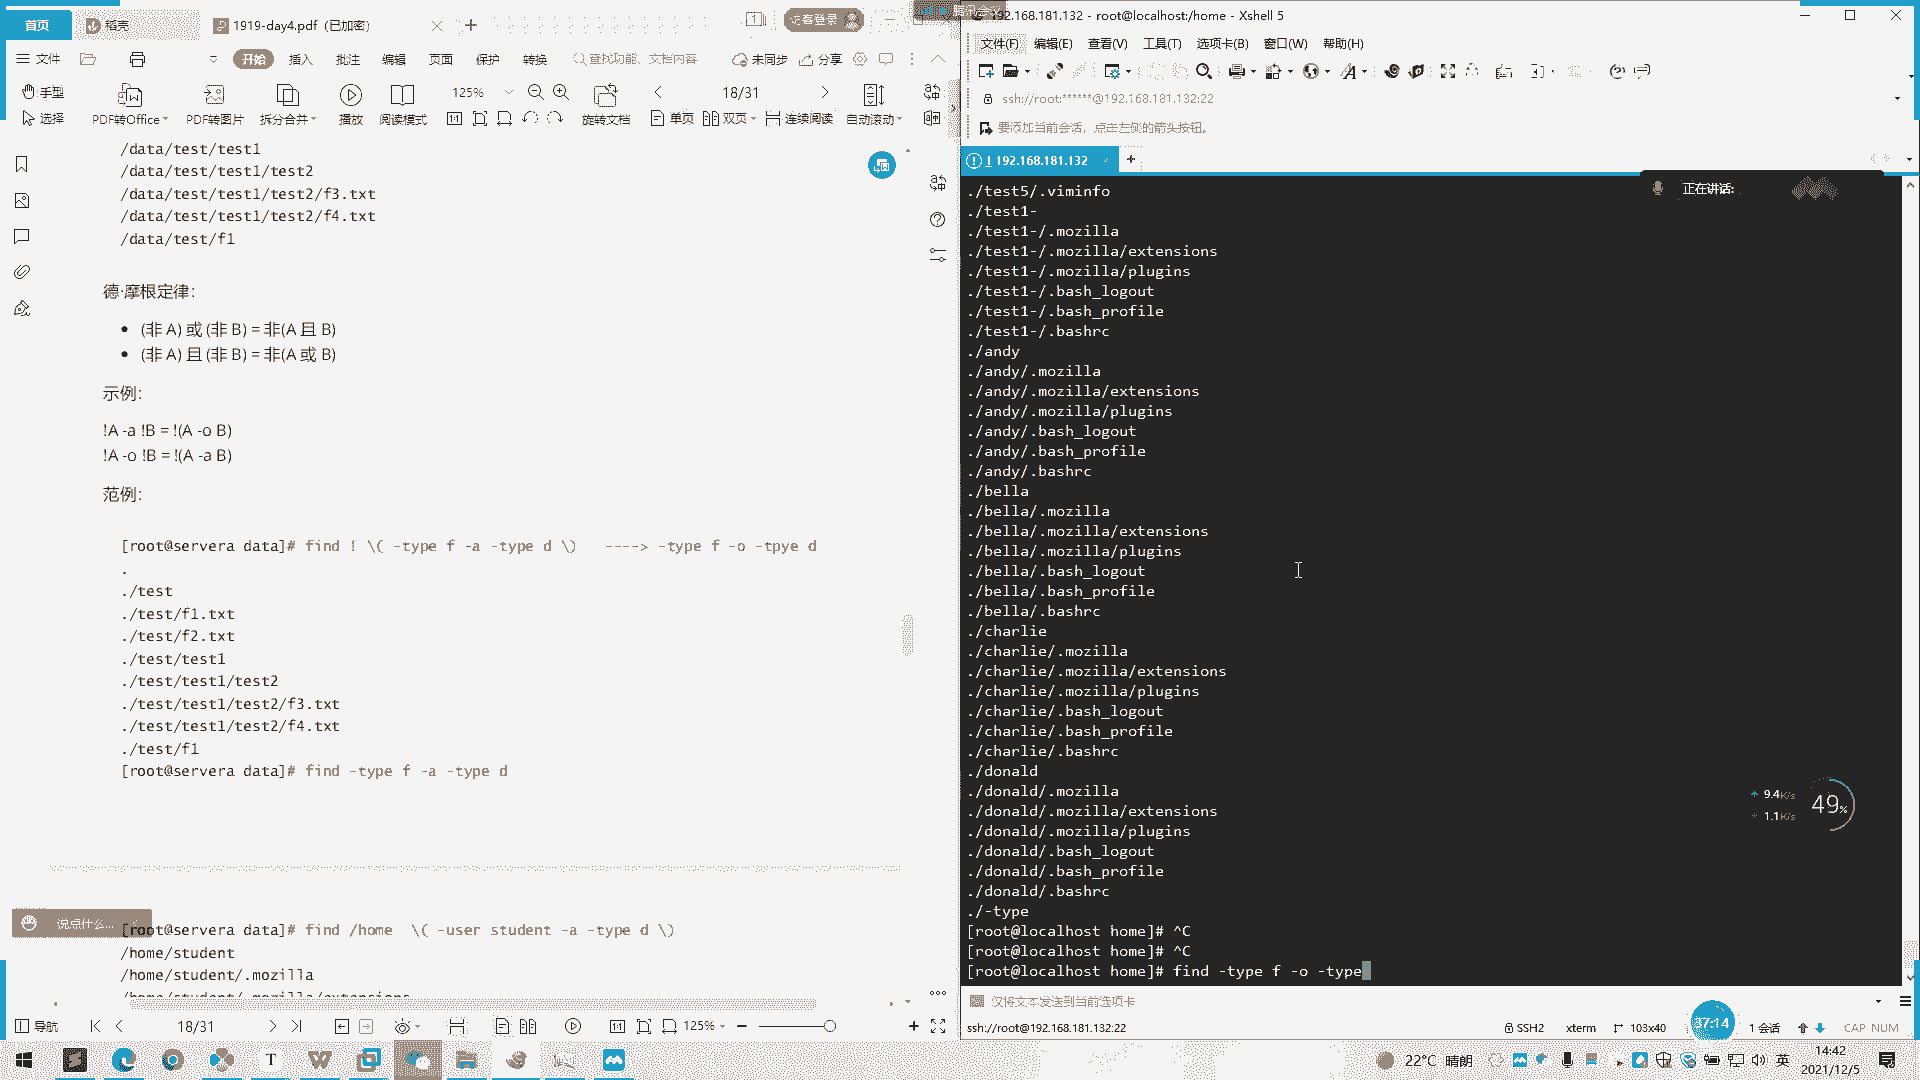 首页
稻壳
1919-day4.pdf (已加密)
访客登录
文件
开始
插入
批注
编辑
页面
保护
转换
查找功能、文档内容
未同步
分享
手型
选择
PDF转Office
PDF转图片
拆分合并
播放
阅读模式
125%
18/31
旋转文档
单页
双页
连续阅读
自动滚动
/data/test/test1
/data/test/test1/test2
/data/test/test1/test2/f3.txt
/data/test/test1/test2/f4.txt
/data/test/f1
德·摩根定律:
(非 A) 或 (非 B) = 非(A 且 B)
(非 A) 且 (非 B) = 非(A 或 B)
示例:
!A -a !B = !(A -o B)
!A -o !B = !(A -a B)
范例:
[root@servera data]# find ! \( -type f -a -type d \)   ----> -type f -o -tpye d
.
./test
./test/f1.txt
./test/f2.txt
./test/test1
./test/test1/test2
./test/test1/test2/f3.txt
./test/test1/test2/f4.txt
./test/f1
[root@servera data]# find -type f -a -type d
说点什么...
[root@servera data]# find /home  \( -user student -a -type d \)
/home/student
/home/student/.mozilla
/home/student/.mozilla/extensions
导航
18/31
125%
腾讯会议
192.168.181.132 - root@localhost:/home - Xshell 5
文件(F)
编辑(E)
查看(V)
工具(T)
选项卡(B)
窗口(W)
帮助(H)
ssh://root:******@192.168.181.132:22
要添加当前会话，点击左侧的箭头按钮。
1 192.168.181.132
正在讲话:
./test5/.viminfo
./test1-
./test1-/.mozilla
./test1-/.mozilla/extensions
./test1-/.mozilla/plugins
./test1-/.bash_logout
./test1-/.bash_profile
./test1-/.bashrc
./andy
./andy/.mozilla
./andy/.mozilla/extensions
./andy/.mozilla/plugins
./andy/.bash_logout
./andy/.bash_profile
./andy/.bashrc
./bella
./bella/.mozilla
./bella/.mozilla/extensions
./bella/.mozilla/plugins
./bella/.bash_logout
./bella/.bash_profile
./bella/.bashrc
./charlie
./charlie/.mozilla
./charlie/.mozilla/extensions
./charlie/.mozilla/plugins
./charlie/.bash_logout
./charlie/.bash_profile
./charlie/.bashrc
./donald
./donald/.mozilla
./donald/.mozilla/extensions
./donald/.mozilla/plugins
./donald/.bash_logout
./donald/.bash_profile
./donald/.bashrc
./-type
[root@localhost home]# ^C
[root@localhost home]# ^C
[root@localhost home]# find -type f -o -type
9.4K/s
1.1K/s
49%
仅将文本发送到当前选项卡
ssh://root@192.168.181.132:22
SSH2
xterm
103x40
37:14
1 会话
CAP NUM
22°C 晴朗
英
14:42
2021/12/5